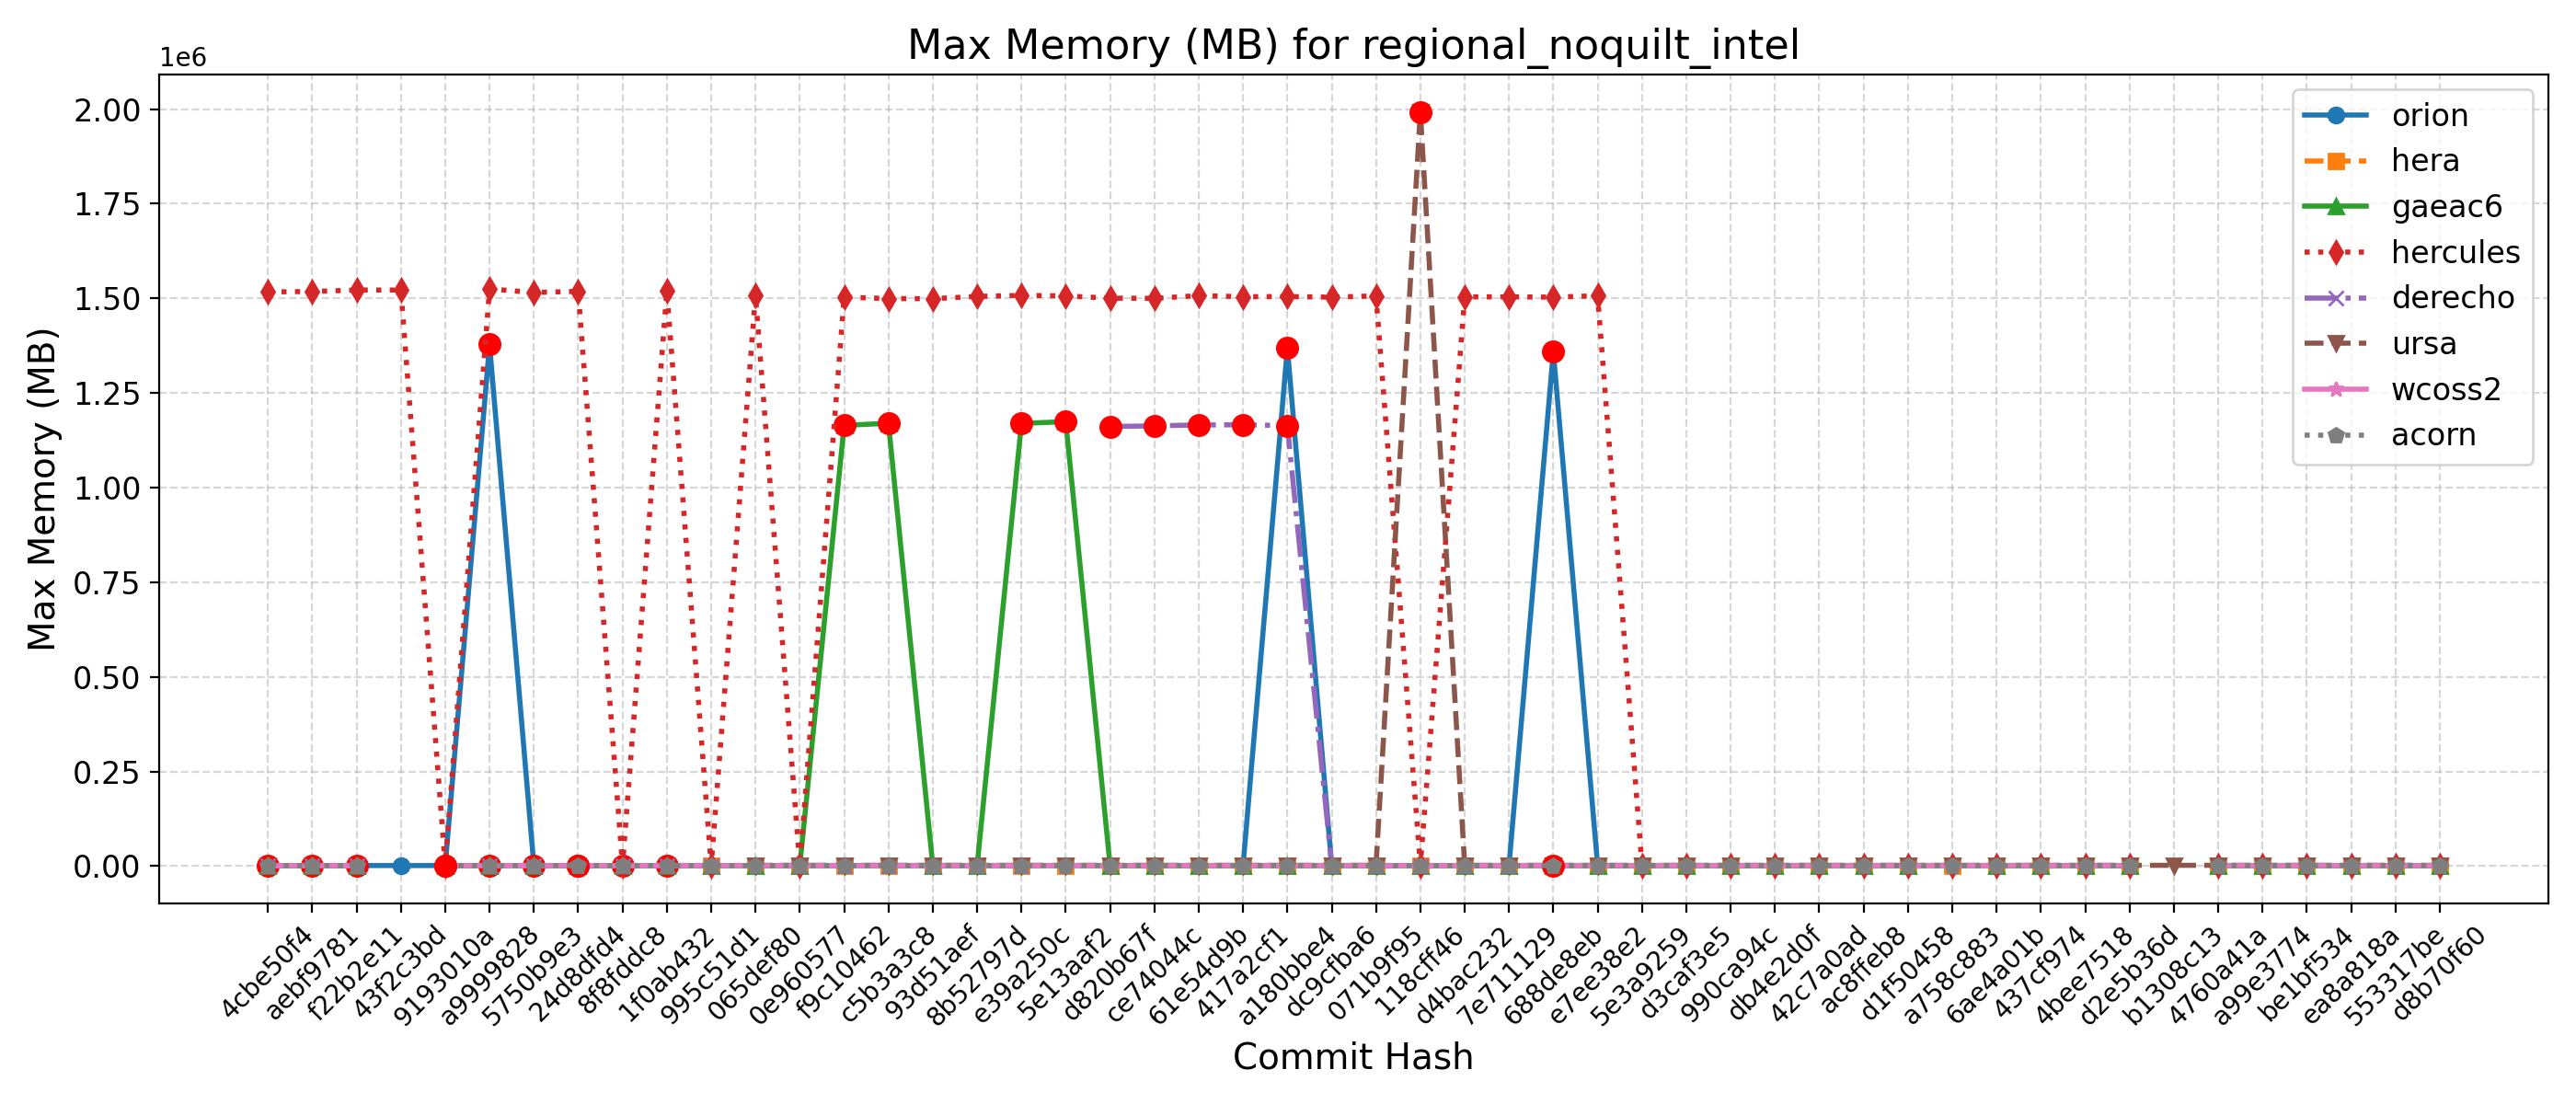 Max Memory (MB) for regional_noquilt_intel
1e6
2.00
1.75
1.50
1.25
1.00
0.75
0.50
0.25
0.00
Max Memory (MB)
orion
hera
gaeac6
hercules
derecho
ursa
wcoss2
acorn
4cbe50f4
aebf9781
f22b2e11
43f2c3bd
9193010a
a9999828
5750b9e3
24d8dfd4
8f8fddc8
1f0ab432
995c51d1
065def80
0e960577
f9c10462
c5b3a3c8
93d51aef
8b52797d
e39a250c
5e13aaf2
d820b67f
ce74044c
61e54d9b
417a2cf1
a180bbe4
dc9cfba6
071b9f95
118cff46
d4bac232
7e711129
688de8eb
e7ee38e2
5e3a9259
d3caf3e5
990ca94c
db4e2d0f
42c7a0ad
ac8ffeb8
d1f50458
a758c883
6ae4a01b
437cf974
4bee7518
d2e5b36d
b1308c13
4760a41a
a99e3774
be1bf534
ea8a818a
553317be
d8b70f60
Commit Hash